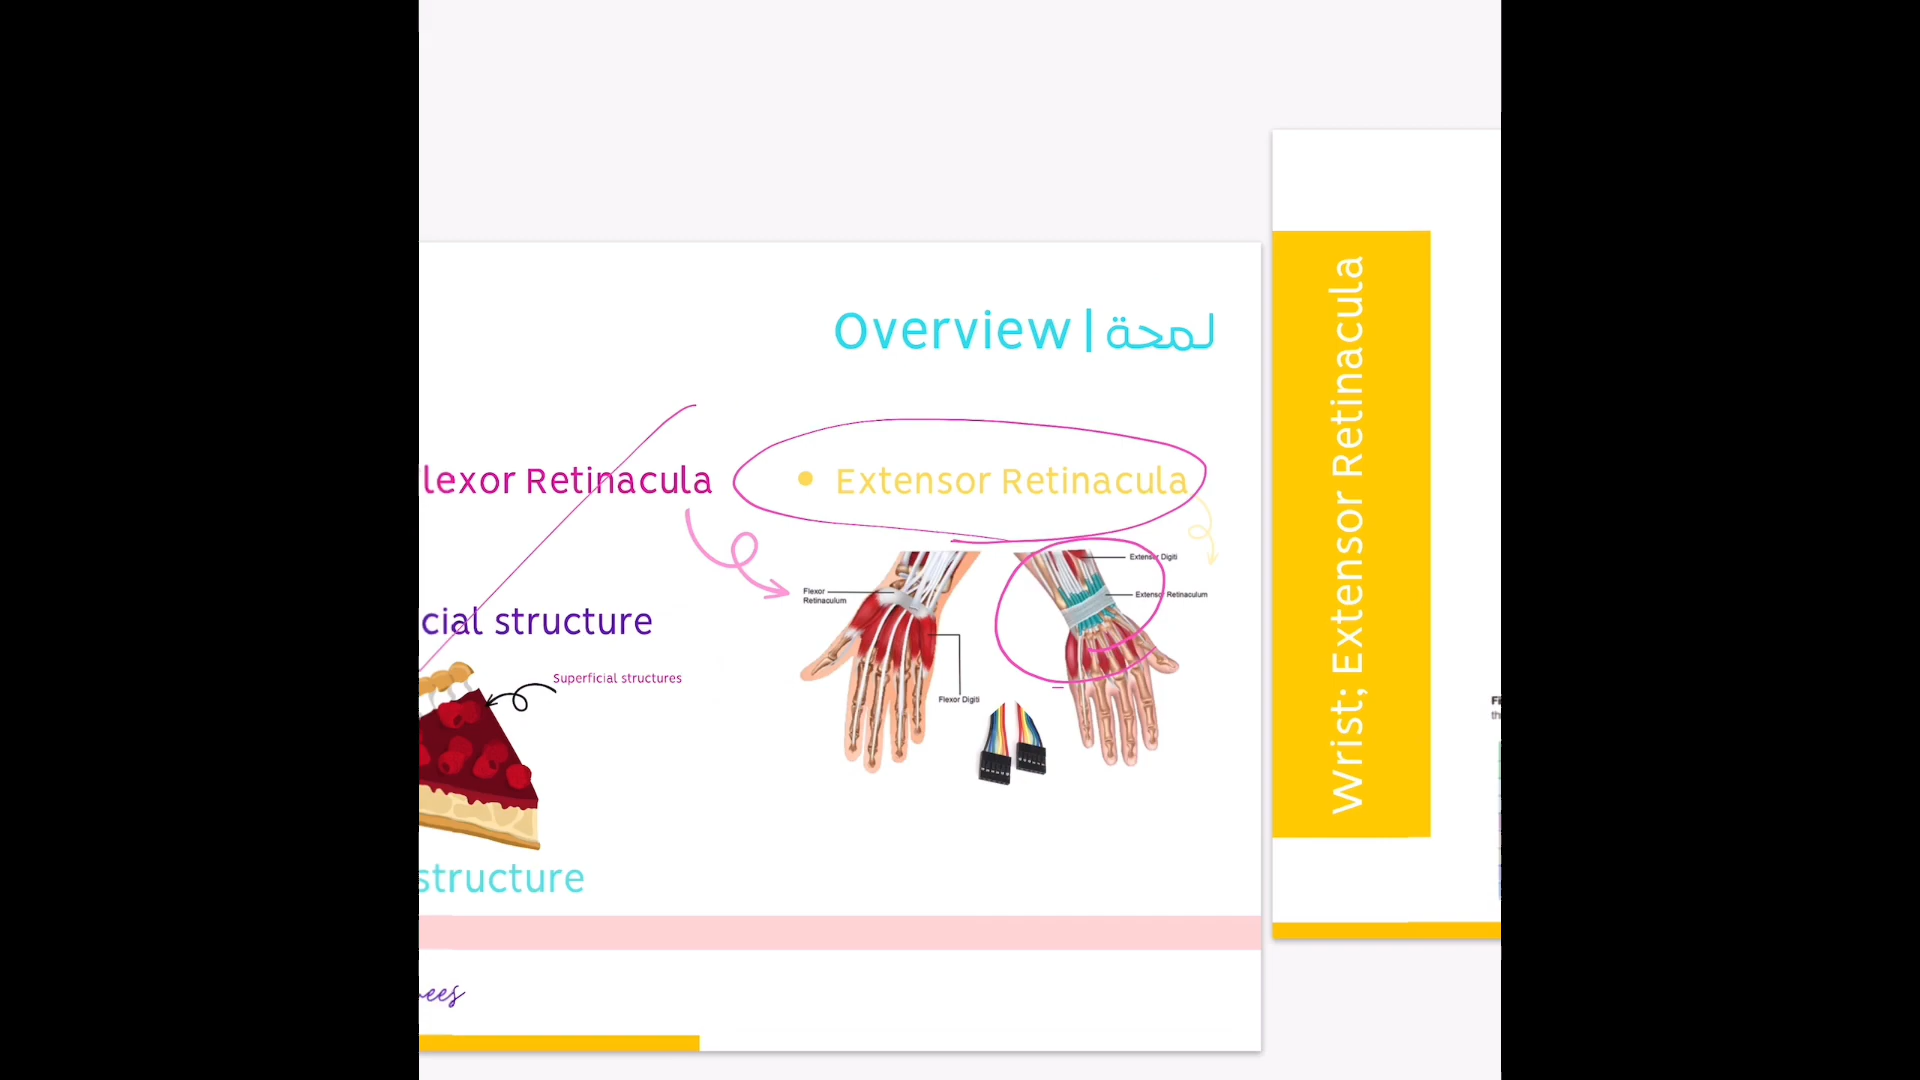 Overview | لمحة
lexor Retinacula
• Extensor Retinacula
Extensor Digiti
Flexor
Retinaculum
Extensor Retinaculum
cial structure
Superficial structures
Flexor Digiti
structure
Wrist; Extensor Retinacula